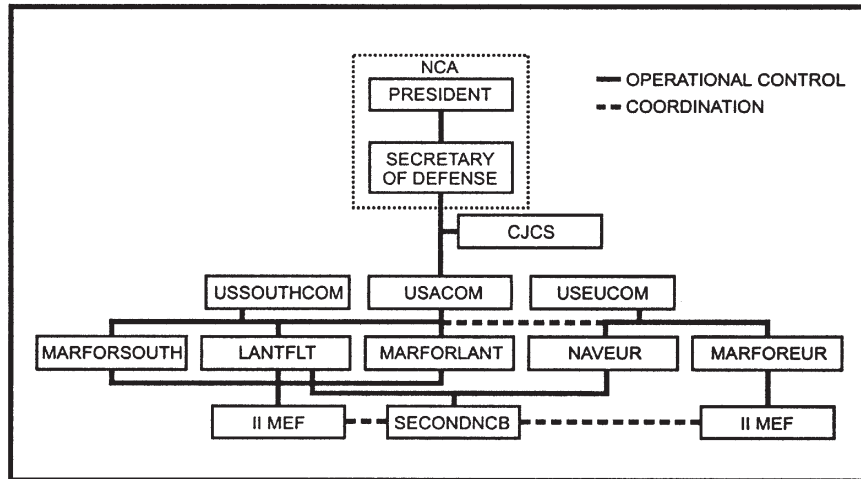 NCA
PRESIDENT
OPERATIONAL CONTROL
COORDINATION
SECRETARY
OF DEFENSE
CJCS
USSOUTHCOM
USACOM
USEUCOM
MARFORSOUTH
LANTFLT
MARFORLANT
NAVEUR
MARFOREUR
II MEF
SECONDNCB
II MEF